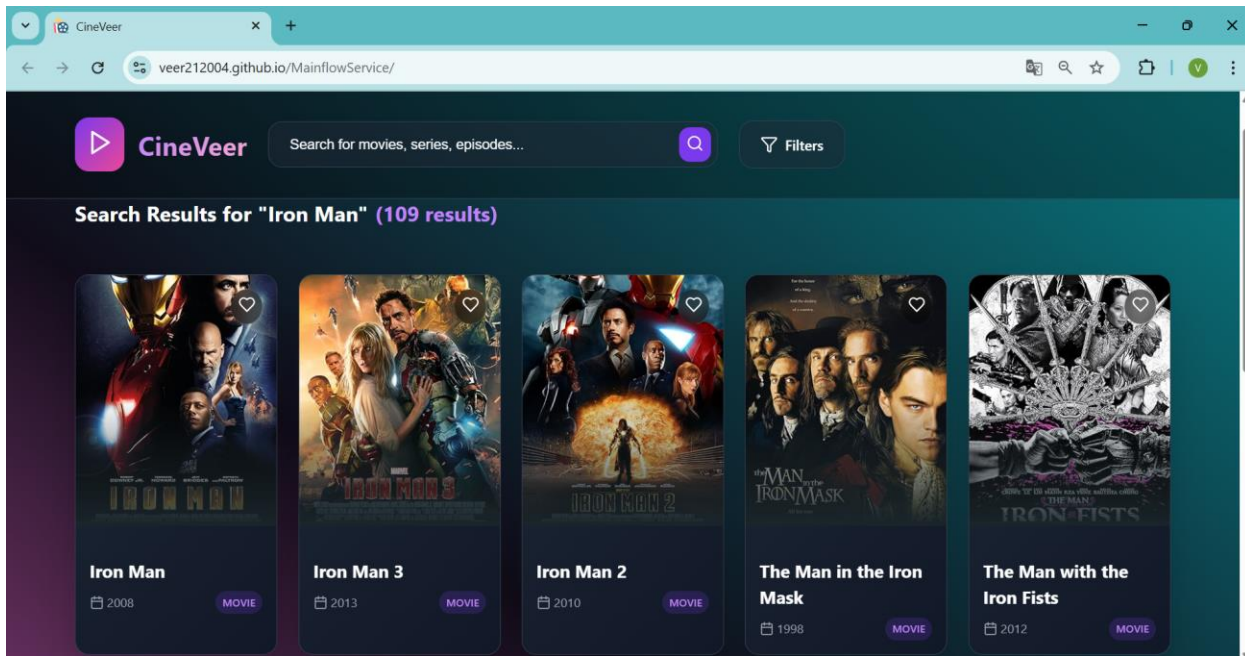 CineVeer
veer212004.github.io/MainflowService/
V
CineVeer
Search for movies, series, episodes...
Filters
Search Results for "Iron Man" (109 results)
IRON MAN
MARVEL
IRON MAN 3
IRON MAN 2
the MAN in the
IRON MASK
THE MAN
IRON FISTS
Iron Man
2008
MOVIE
Iron Man 3
2013
MOVIE
Iron Man 2
2010
MOVIE
The Man in the Iron
Mask
1998
MOVIE
The Man with the
Iron Fists
2012
MOVIE